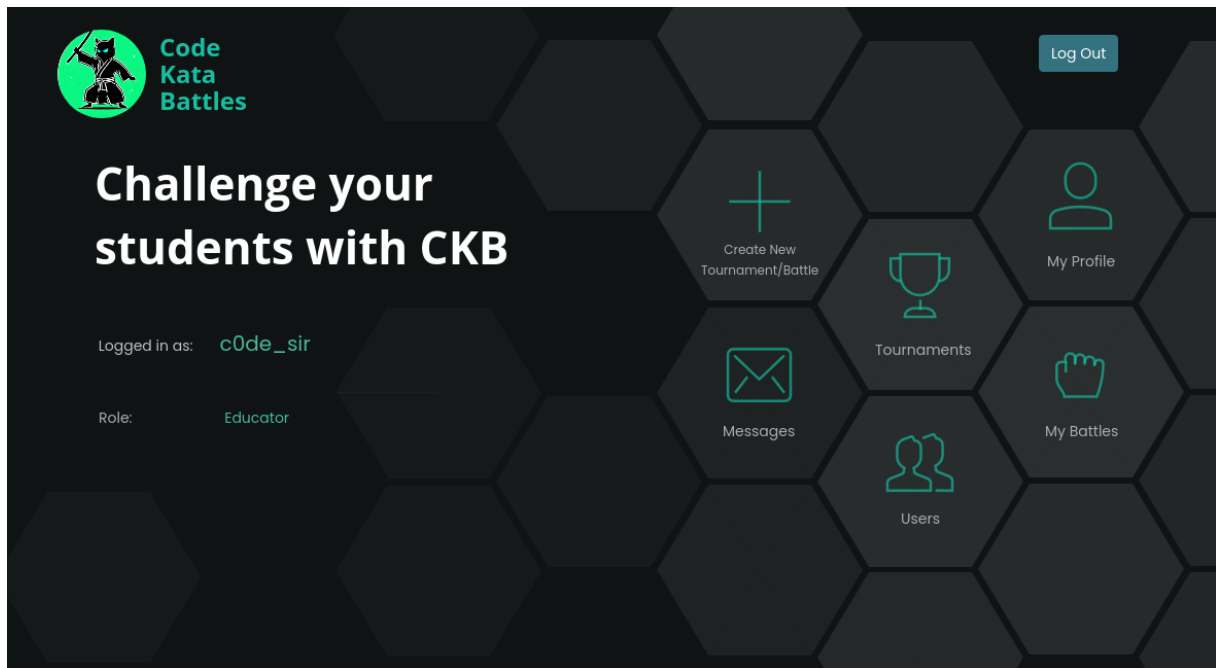 Code
Kata
Battles
Log Out
Challenge your
students with CKB
Logged in as: c0de_sir
Role: Educator
Create New
Tournament/Battle
My Profile
Tournaments
Messages
My Battles
Users